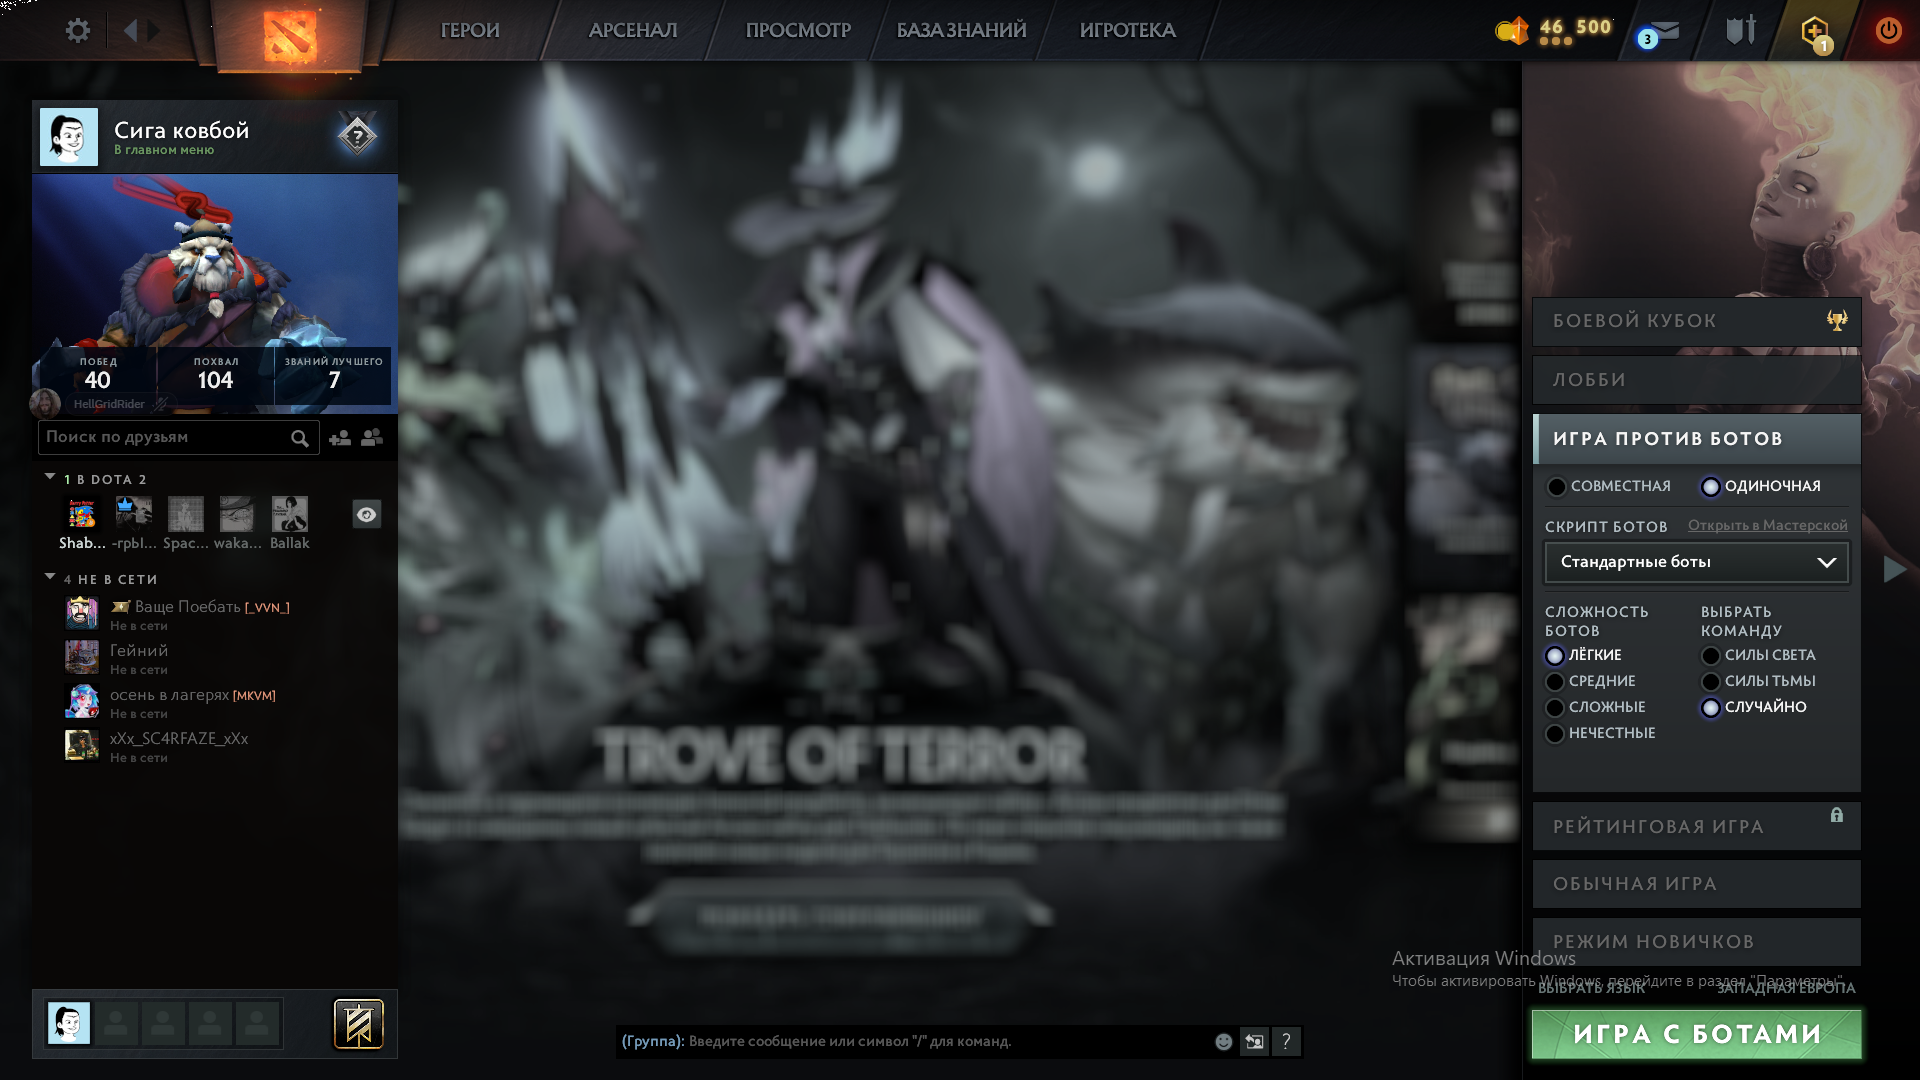 ГЕРОИ
АРСЕНАЛ
ПРОСМОТР
БАЗА ЗНАНИЙ
ИГРОТЕКА
46 500
3
1
Сига ковбой
В главном меню
?
ПОБЕД
40
ПОХВАЛ
104
ЗВАНИЙ ЛУЧШЕГО
7
HellGridRider
Поиск по друзьям
1 В DOTA 2
Shab...
-гры...
Spac...
waka...
Ballak
4 НЕ В СЕТИ
Ваще Поебать [_VVN_]
Не в сети
Гейний
Не в сети
осень в лагерях [MKVM]
Не в сети
xXx_SC4RFAZE_xXx
Не в сети
TROVE OF TERROR
(Группа): Введите сообщение или символ "/" для команд.
?
БОЕВОЙ КУБОК
ЛОББИ
ИГРА ПРОТИВ БОТОВ
СОВМЕСТНАЯ
ОДИНОЧНАЯ
СКРИПТ БОТОВ
Открыть в Мастерской
Стандартные боты
СЛОЖНОСТЬ БОТОВ
ЛЁГКИЕ
СРЕДНИЕ
СЛОЖНЫЕ
НЕЧЕСТНЫЕ
ВЫБРАТЬ КОМАНДУ
СИЛЫ СВЕТА
СИЛЫ ТЬМЫ
СЛУЧАЙНО
РЕЙТИНГОВАЯ ИГРА
ОБЫЧНАЯ ИГРА
РЕЖИМ НОВИЧКОВ
Активация Windows
Чтобы активировать Windows, перейдите в раздел "Параметры".
ВЫБРАТЬ ЯЗЫК
ЗАПАДНАЯ ЕВРОПА
ИГРА С БОТАМИ